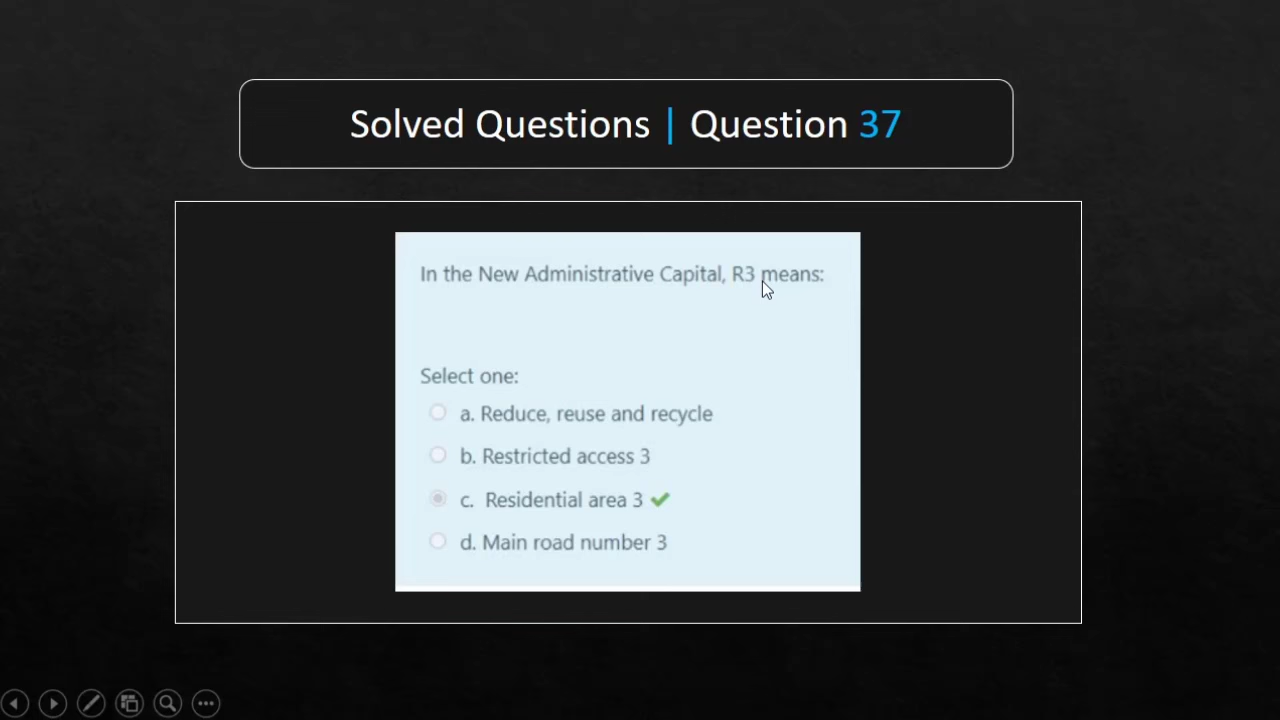 Solved Questions | Question 37
In the New Administrative Capital, R3 means:
Select one:
a. Reduce, reuse and recycle
b. Restricted access 3
c. Residential area 3
d. Main road number 3